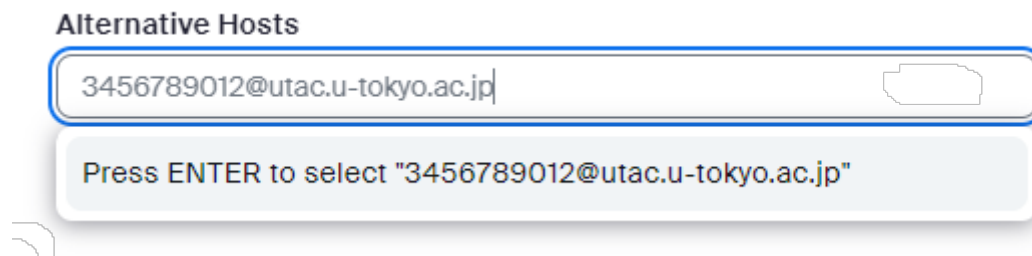 Alternative Hosts
3456789012@utac.u-tokyo.ac.jp
Press ENTER to select "3456789012@utac.u-tokyo.ac.jp"